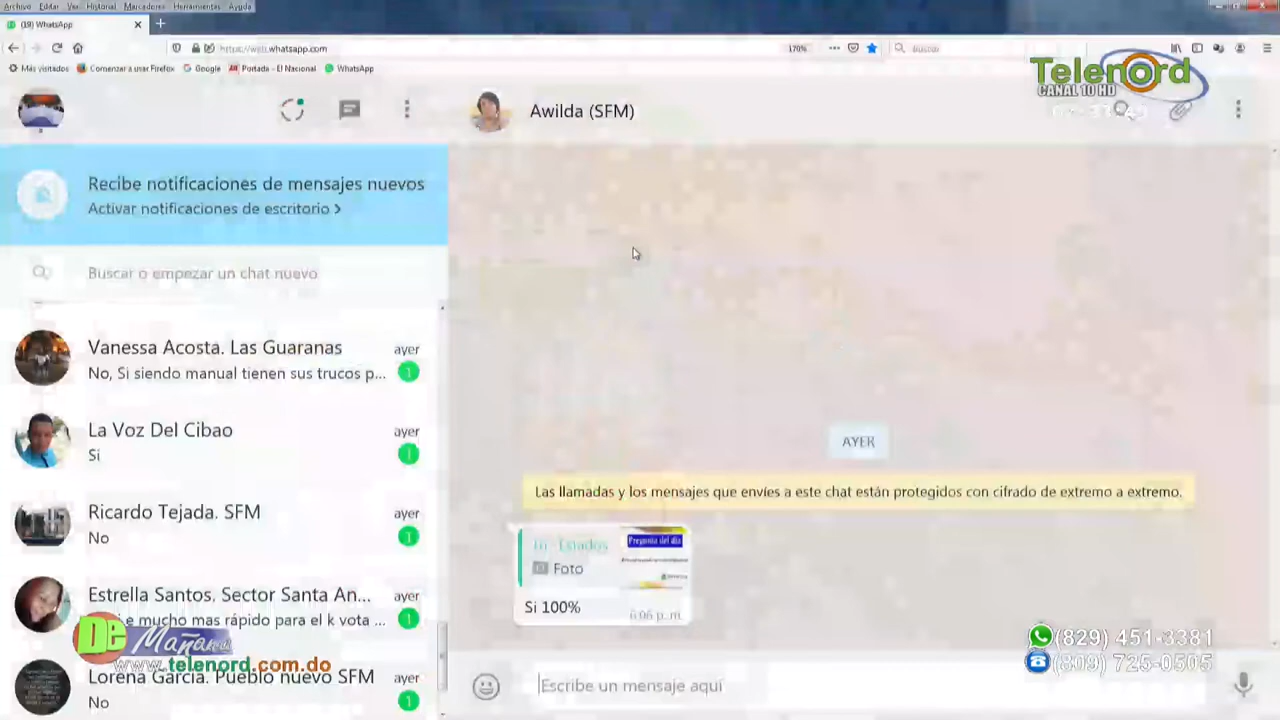 Archivo Editar Ver Historial Marcadores Herramientas Ayuda
(19) WhatsApp
https://web.whatsapp.com
170%
Buscar
Más visitados Comenzar a usar Firefox Google Portada - El Nacional WhatsApp
Telenord
CANAL 10 HD
Awilda (SFM)
Recibe notificaciones de mensajes nuevos
Activar notificaciones de escritorio >
Buscar o empezar un chat nuevo
Vanessa Acosta. Las Guaranas ayer
No, Si siendo manual tienen sus trucos p... 1
La Voz Del Cibao ayer
Si 1
Ricardo Tejada. SFM ayer
No 1
Estrella Santos. Sector Santa An... ayer
e mucho mas rápido para el k vota ... 1
Lorena García. Pueblo nuevo SFM ayer
No 1
AYER
Las llamadas y los mensajes que envíes a este chat están protegidos con cifrado de extremo a extremo.
Tú · Estados
Foto
Pregunta del día
Si 100%
6:06 p. m.
Escribe un mensaje aquí
De Mañana
www.telenord.com.do
(829) 451-3381
(809) 725-0505